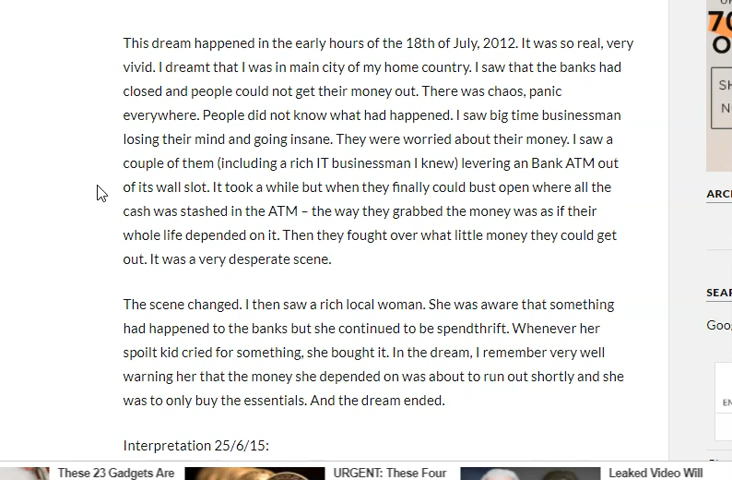 This dream happened in the early hours of the 18th of July, 2012. It was so real, very
vivid. I dreamt that I was in main city of my home country. I saw that the banks had
closed and people could not get their money out. There was chaos, panic
everywhere. People did not know what had happened. I saw big time businessman
losing their mind and going insane. They were worried about their money. I saw a
couple of them (including a rich IT businessman I knew) levering an Bank ATM out
of its wall slot. It took a while but when they finally could bust open where all the
cash was stashed in the ATM – the way they grabbed the money was as if their
whole life depended on it. Then they fought over what little money they could get
out. It was a very desperate scene.
The scene changed. I then saw a rich local woman. She was aware that something
had happened to the banks but she continued to be spendthrift. Whenever her
spoilt kid cried for something, she bought it. In the dream, I remember very well
warning her that the money she depended on was about to run out shortly and she
was to only buy the essentials. And the dream ended.
Interpretation 25/6/15:
70
O
SH
N
ARC
SEAR
Goo
EN
These 23 Gadgets Are
URGENT: These Four
Leaked Video Will